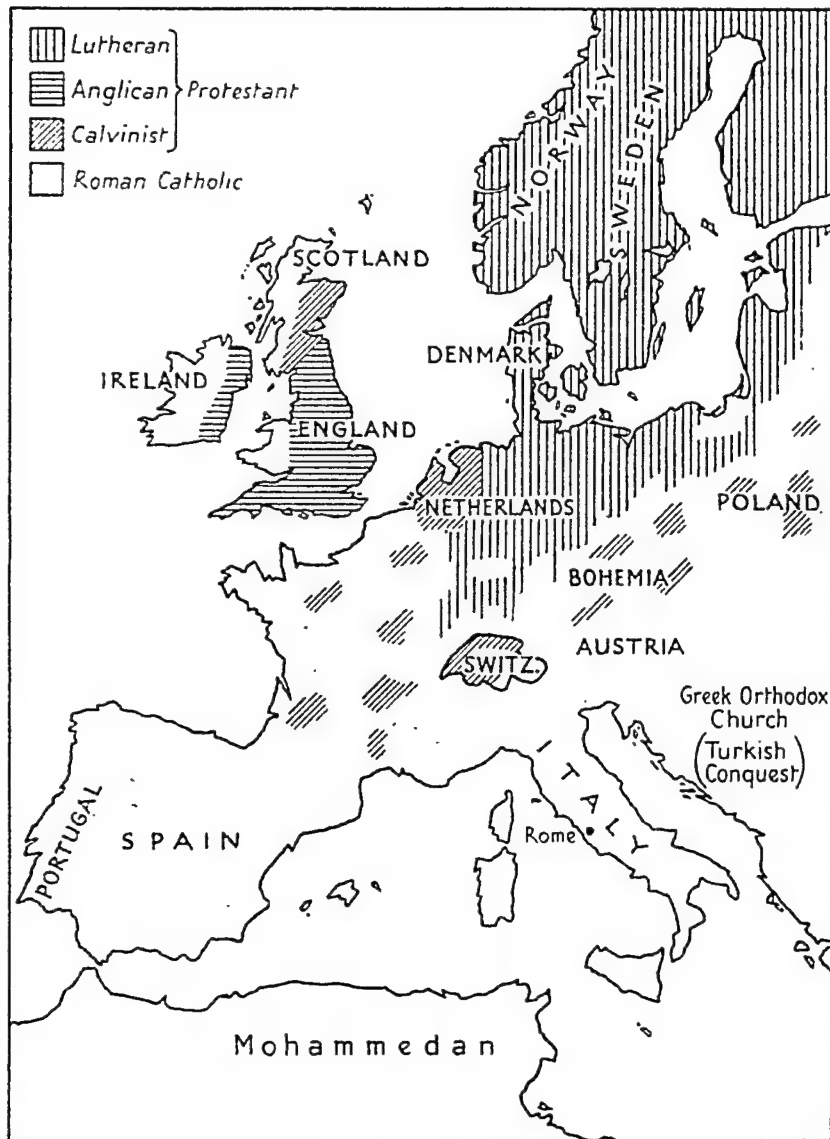 Lutheran
Anglican
Protestant
Calvinist
Roman Catholic
NORWAY
SWEDEN
SCOTLAND
DENMARK
IRELAND
ENGLAND
NETHERLANDS
POLAND
BOHEMIA
AUSTRIA
SWITZ.
Greek Orthodox
Church
(Turkish
Conquest)
ITALY
PORTUGAL
SPAIN
Rome
Mohammedan